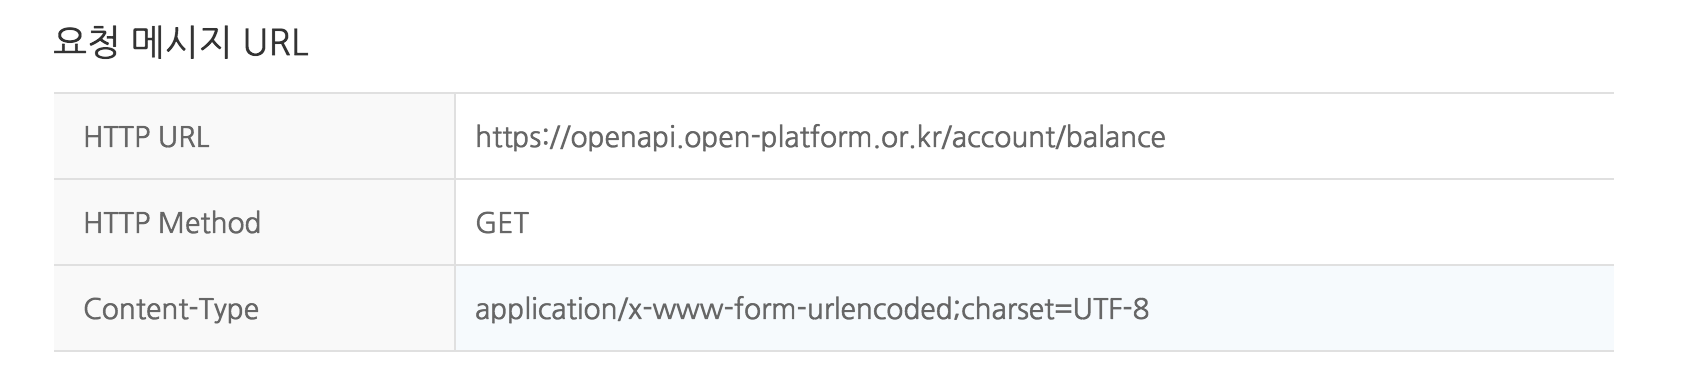 요청 메시지 URL
HTTP URL https://openapi.open-platform.or.kr/account/balance
HTTP Method GET
Content-Type application/x-www-form-urlencoded;charset=UTF-8